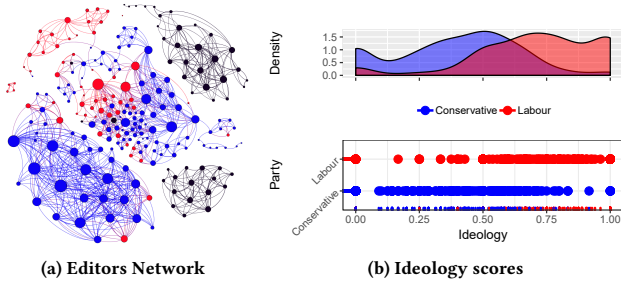 Density
1.5
1.0
0.5
0.0
Conservative Labour
Party
Labour
Conservative
0.00 0.25 0.50 0.75 1.00
Ideology
(a) Editors Network
(b) Ideology scores